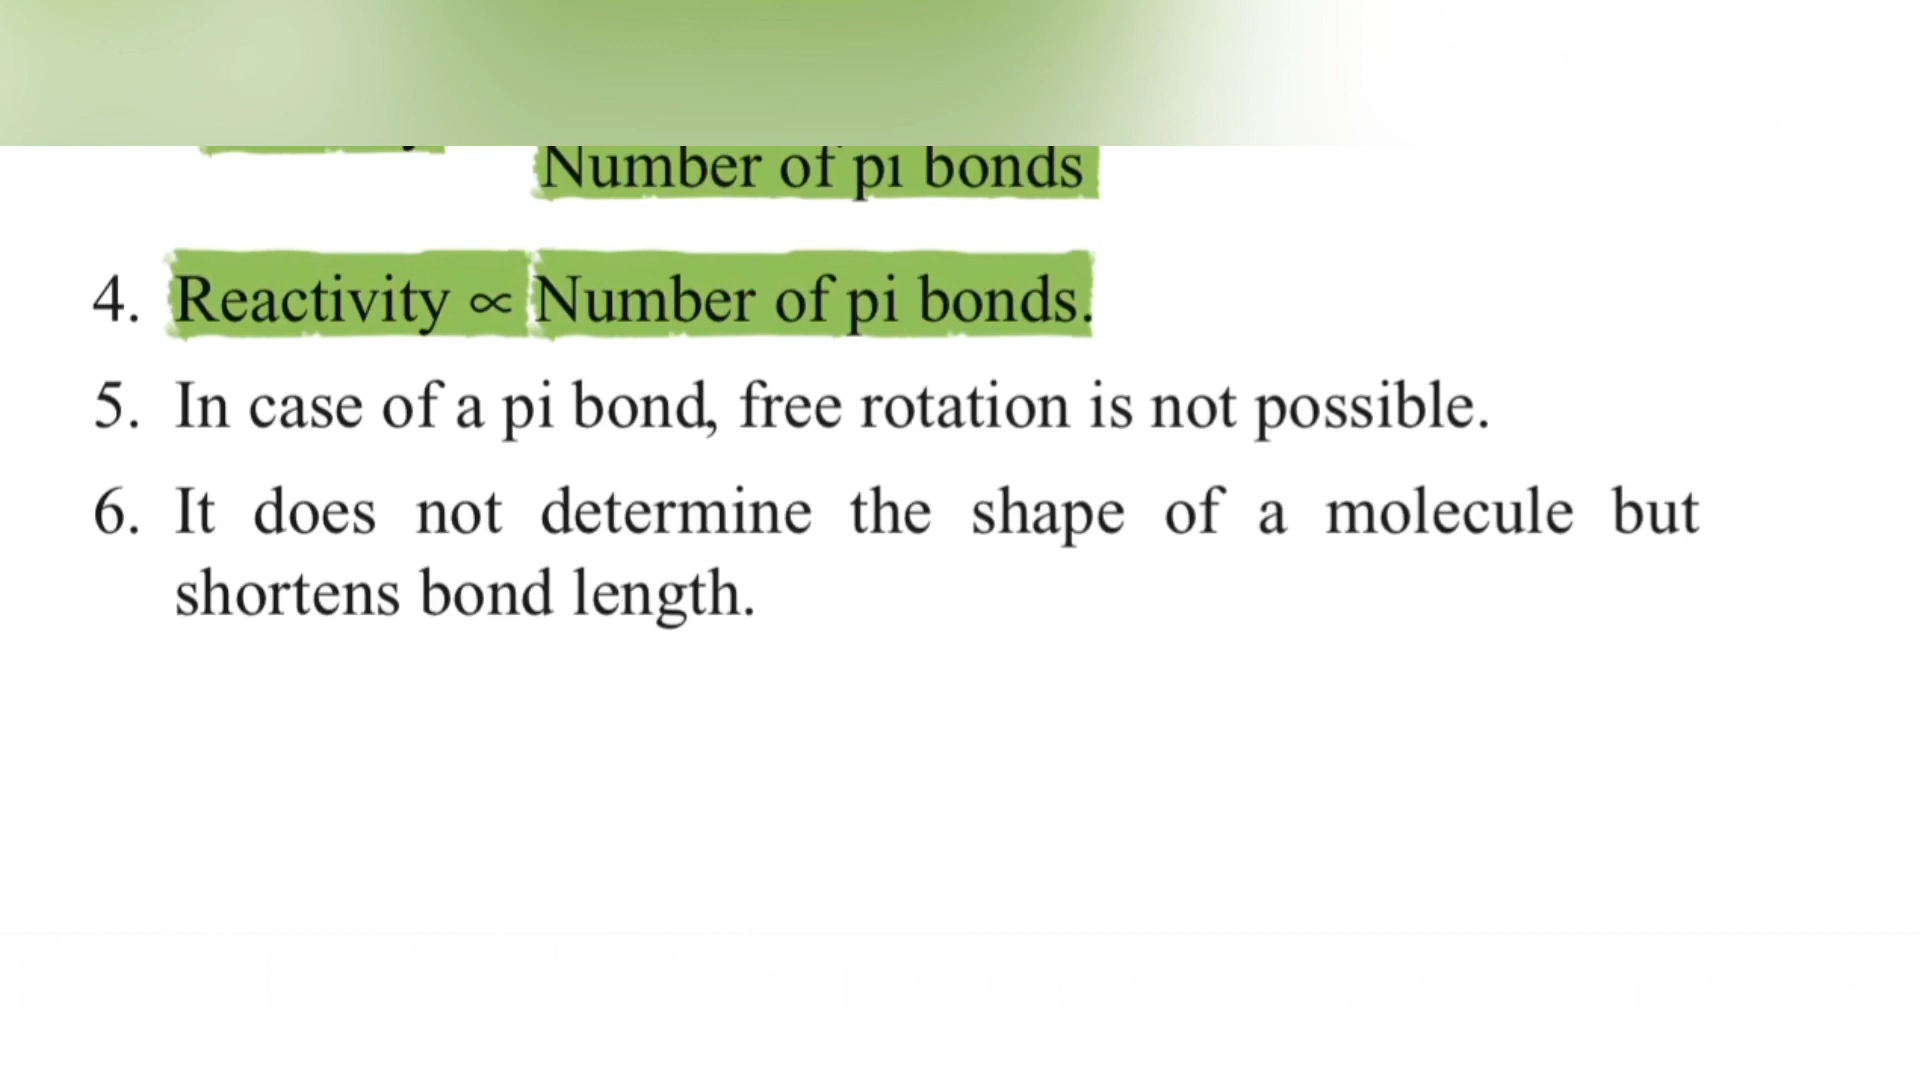 Number of pi bonds
4. Reactivity ∝ Number of pi bonds.
5. In case of a pi bond, free rotation is not possible.
6. It does not determine the shape of a molecule but
shortens bond length.